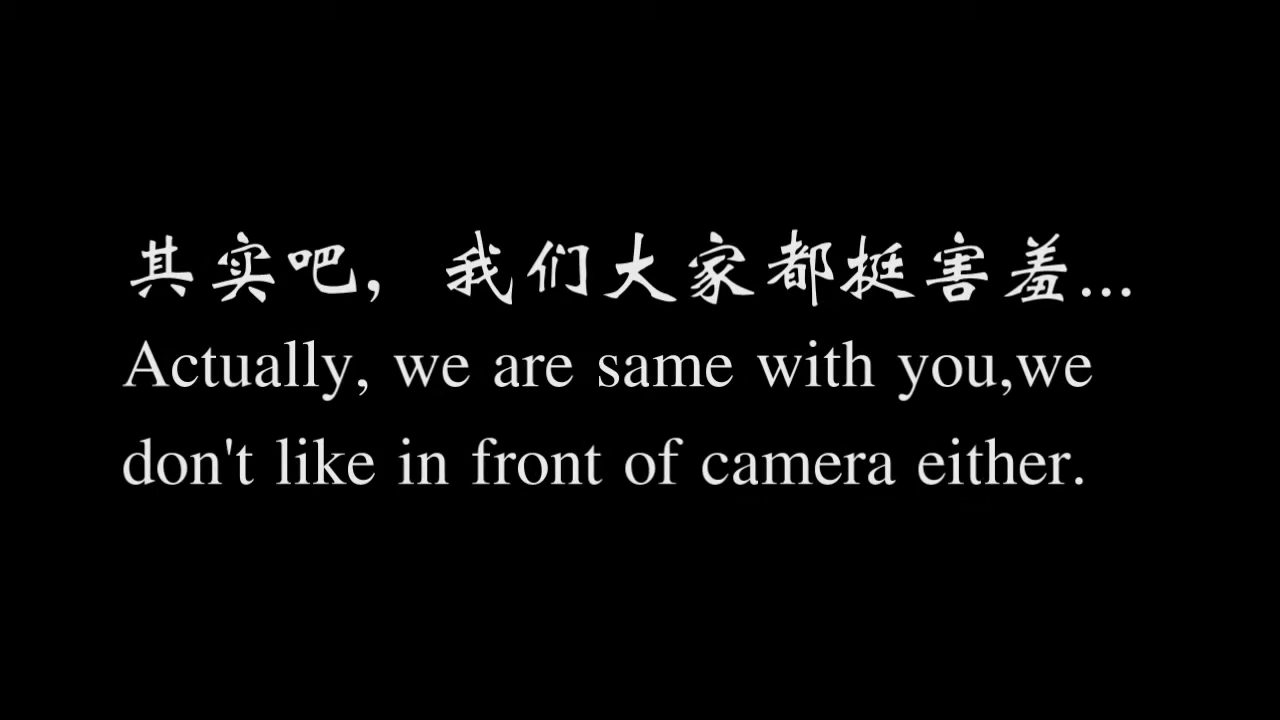 其实吧，我们大家都挺害羞...
Actually, we are same with you,we
don't like in front of camera either.